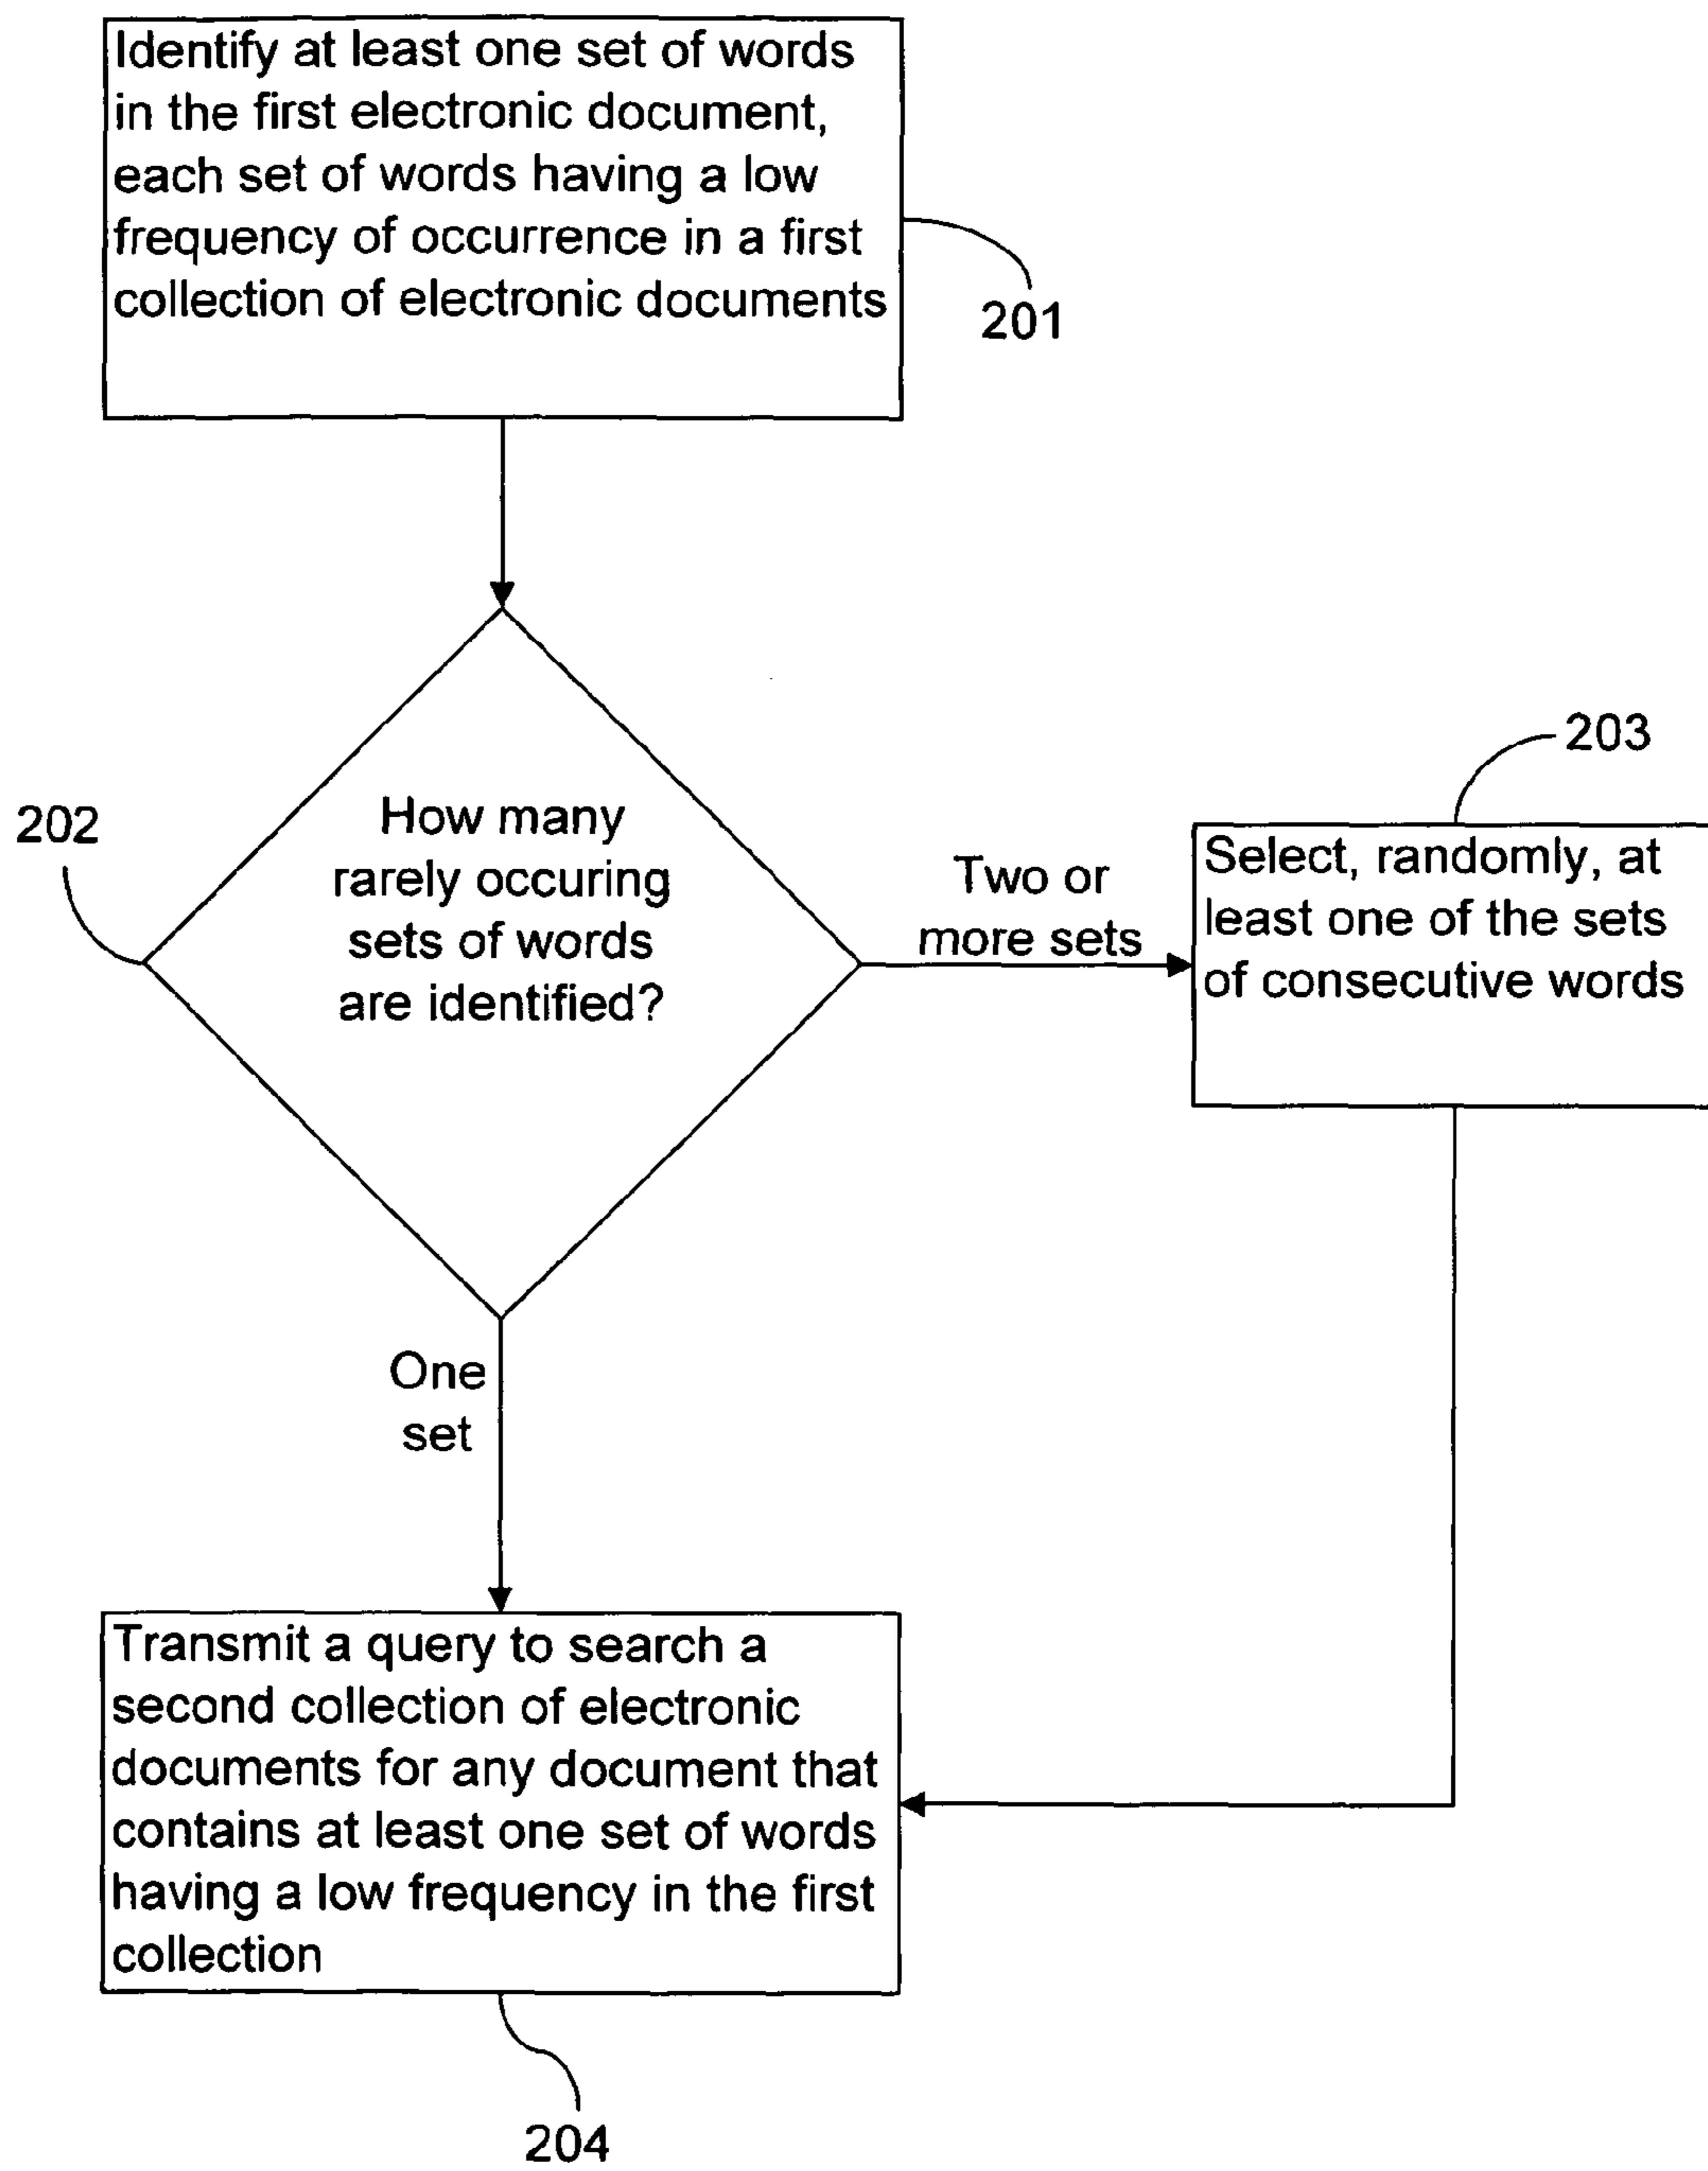 Identify at least one set of words
in the first electronic document,
each set of words having a low
frequency of occurrence in a first
collection of electronic documents
201
202
How many
rarely occuring
sets of words
are identified?
Two or
more sets
203
Select, randomly, at
least one of the sets
of consecutive words
One
set
Transmit a query to search a
second collection of electronic
documents for any document that
contains at least one set of words
having a low frequency in the first
collection
204